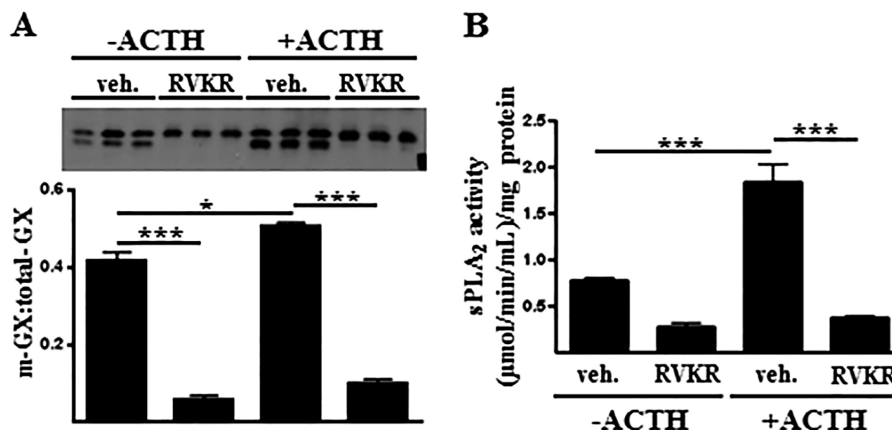 A
-ACTH +ACTH
veh. RVKR veh. RVKR
m-GX:total-GX
0.6
0.4
0.2
*
***
***
B
sPLA₂ activity
(µmol/min/mL)/mg protein
2.5
2.0
1.5
1.0
0.5
***
***
veh. RVKR veh. RVKR
-ACTH +ACTH